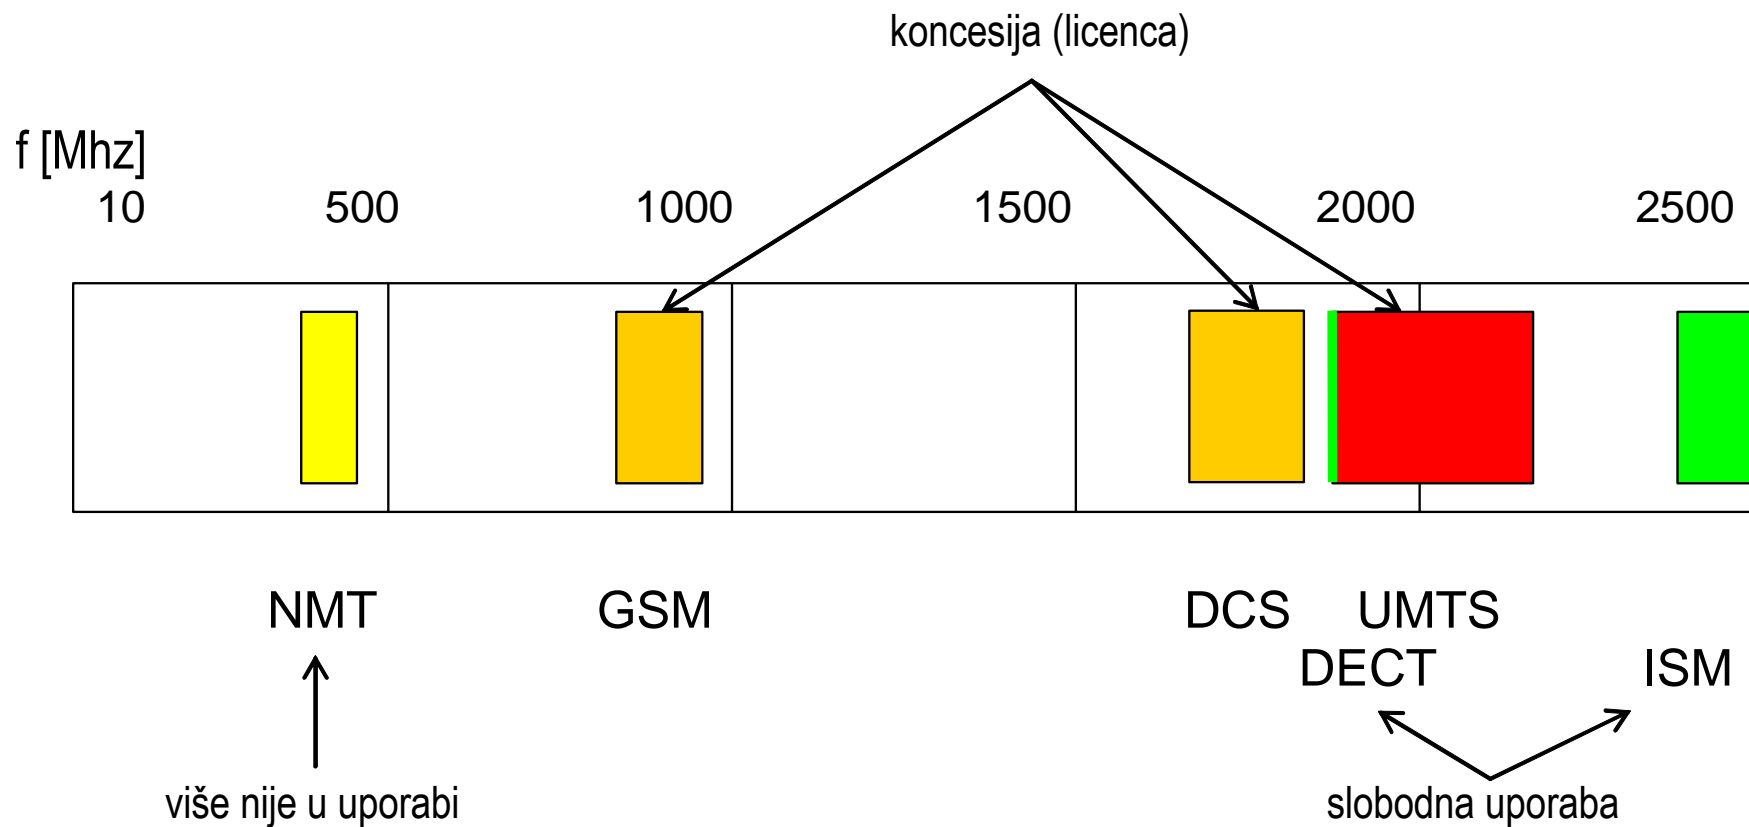 koncesija (licenca)
f [Mhz]
10 500 1000 1500 2000 2500
NMT GSM DCS UMTS
DECT ISM
više nije u uporabi slobodna uporaba